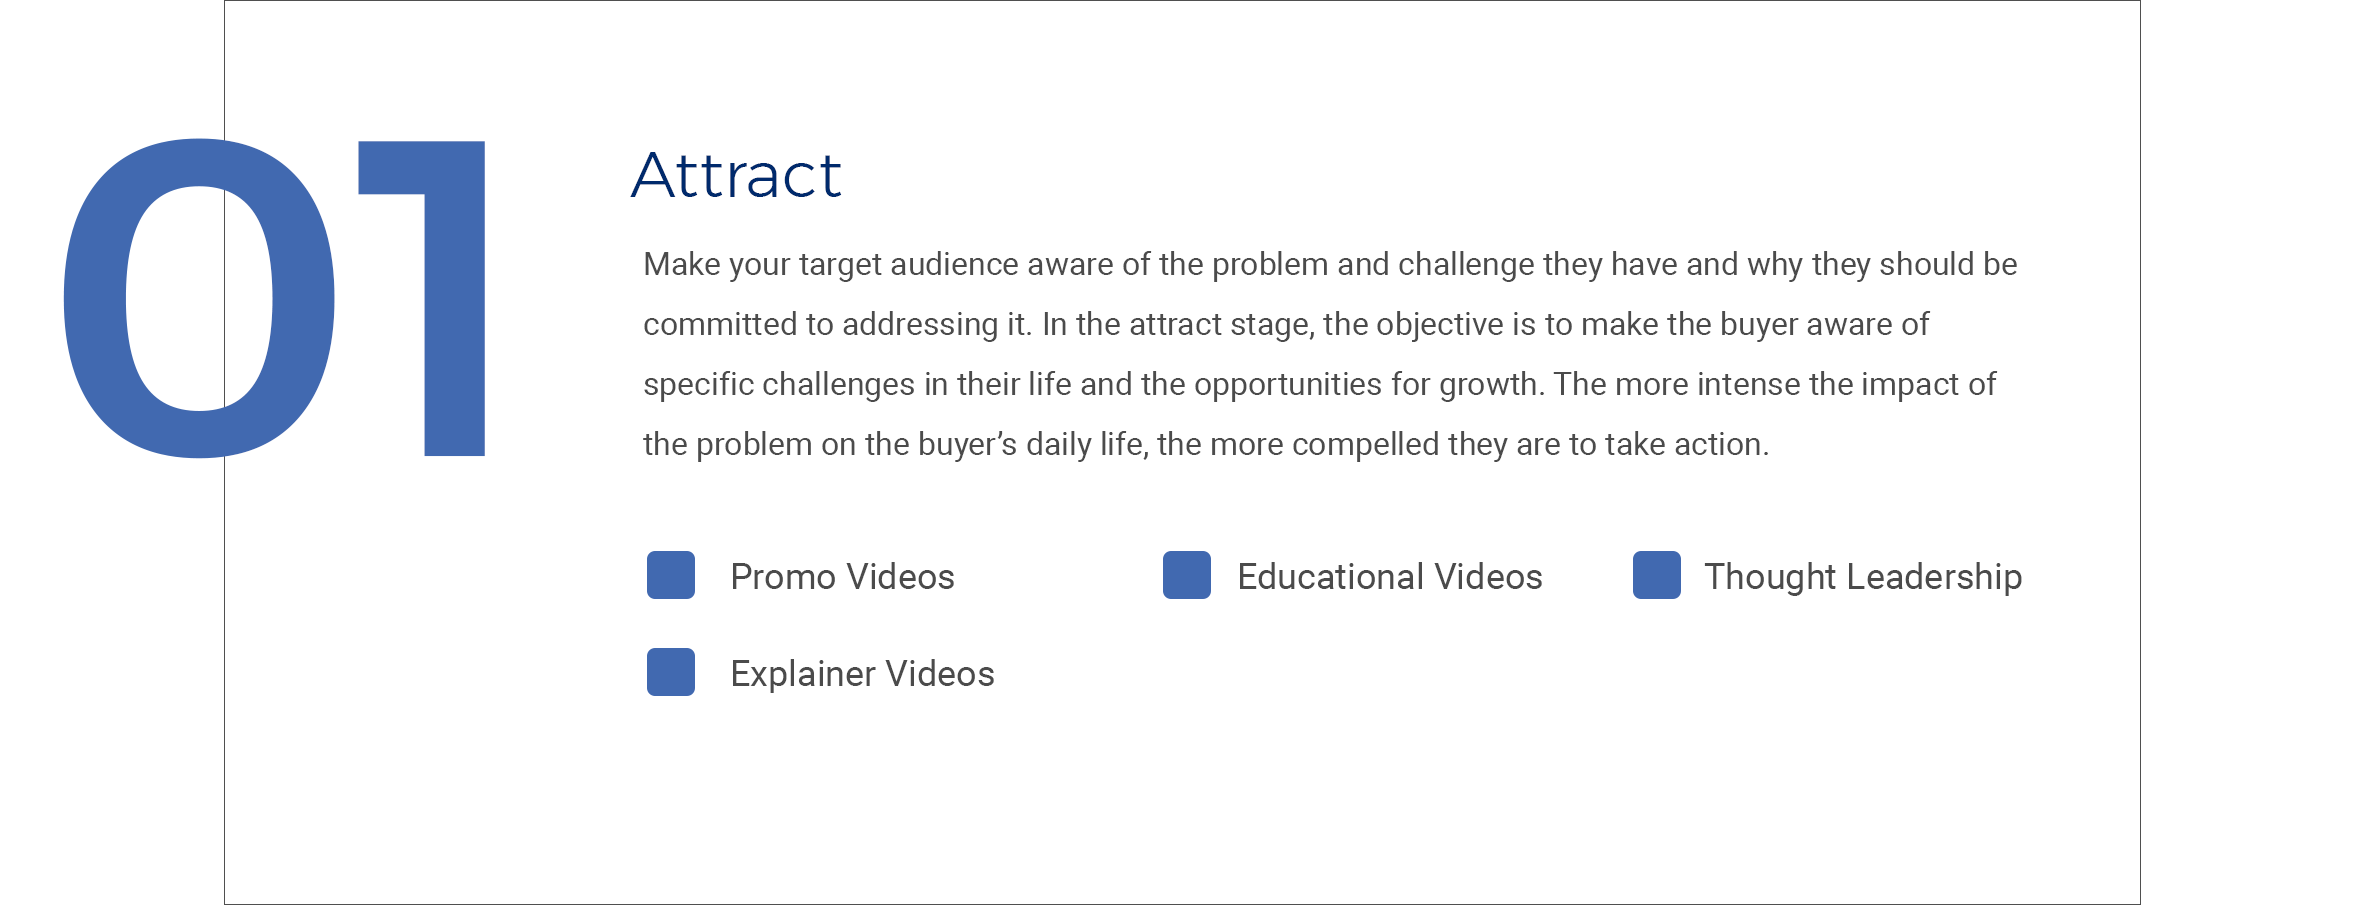 01
Attract
Make your target audience aware of the problem and challenge they have and why they should be
committed to addressing it. In the attract stage, the objective is to make the buyer aware of
specific challenges in their life and the opportunities for growth. The more intense the impact of
the problem on the buyer’s daily life, the more compelled they are to take action.
Promo Videos
Educational Videos
Thought Leadership
Explainer Videos